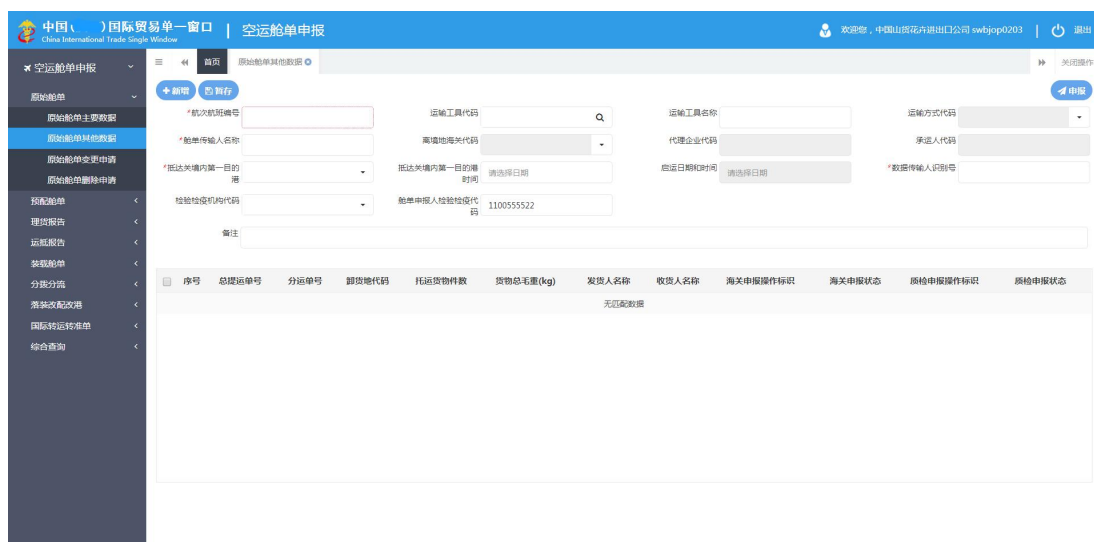 中国( )国际贸易单一窗口 | 空运舱单申报
China International Trade Single Window
欢迎您，中国山货花卉进出口公司 swbjop0203 | 退出
空运舱单申报
首页 原始舱单其他数据
关闭操作
原始舱单
原始舱单主要数据
原始舱单其他数据
原始舱单变更申请
原始舱单删除申请
预配舱单
理货报告
运抵报告
装载舱单
分拨分流
落装改配改港
国际转运转准单
综合查询
+新增 暂存 申报
*航次航班编号 运输工具代码 运输工具名称 运输方式代码
*舱单传输人名称 离境地海关代码 代理企业代码 承运人代码
*抵达关境内第一目的港 抵达关境内第一目的港时间 请选择日期 启运日期和时间 请选择日期 *数据传输人识别号
检验检疫机构代码 舱单申报人检验检疫代码 1100555522
备注
序号 总提运单号 分运单号 卸货地代码 托运货物件数 货物总毛重(kg) 发货人名称 收货人名称 海关申报操作标识 海关申报状态 质检申报操作标识 质检申报状态
无匹配数据